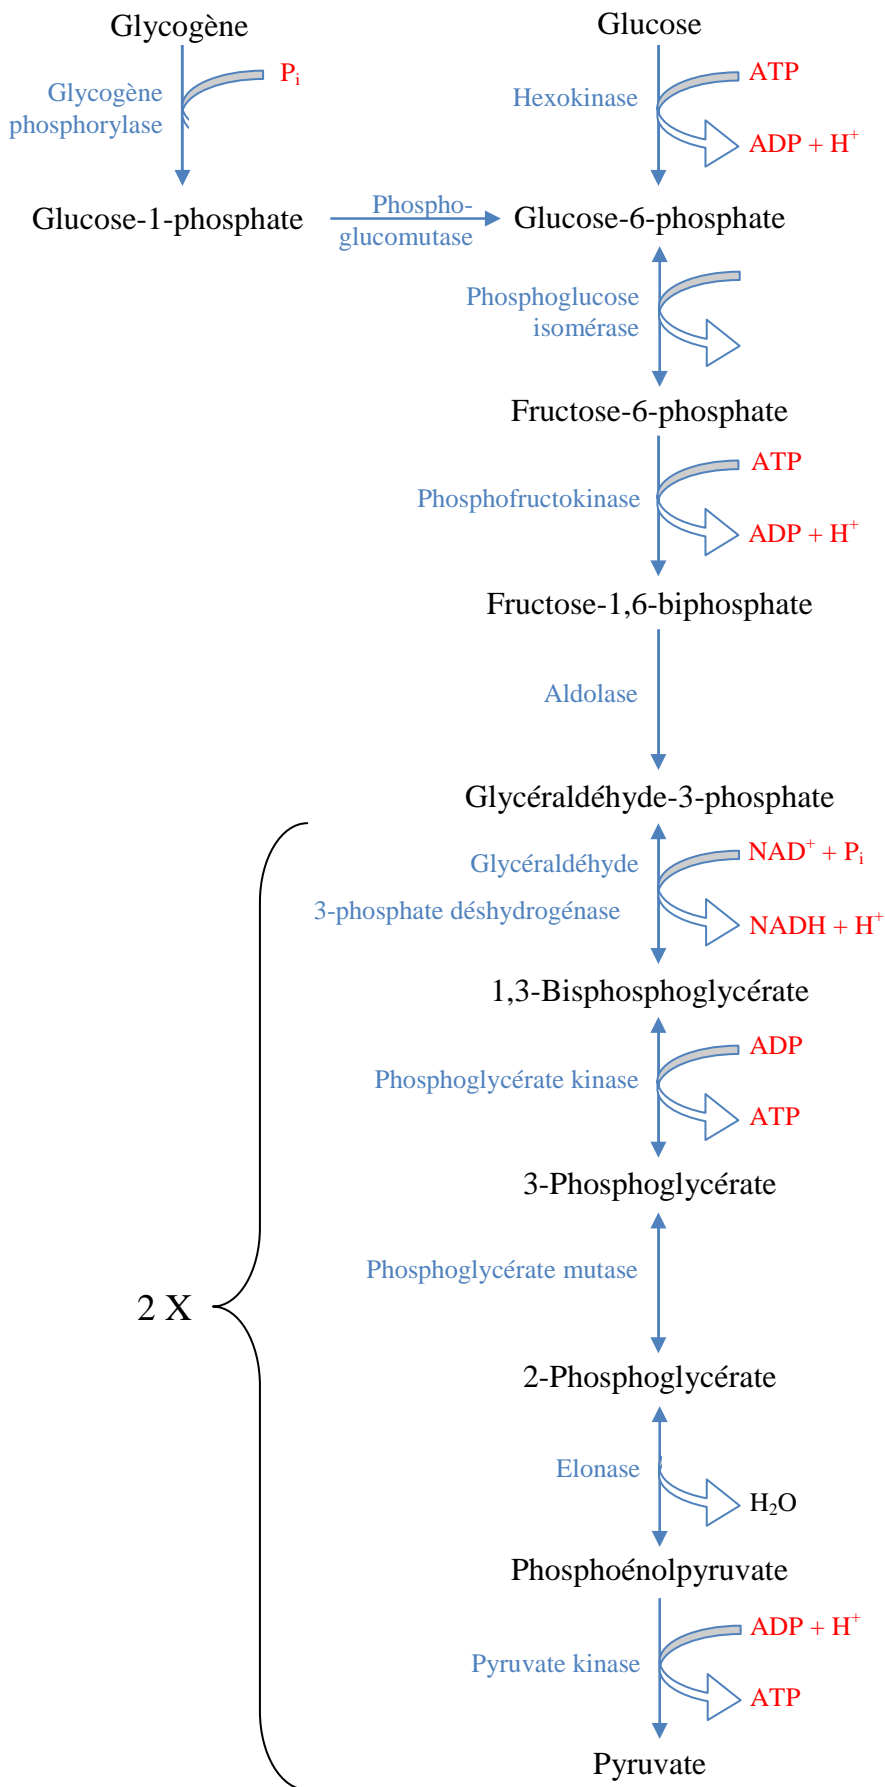 Glycogène
Glucose
P_i
Glycogène
phosphorylase
ATP
Hexokinase
ADP + H⁺
Glucose-1-phosphate
Phospho-
glucomutase
Glucose-6-phosphate
Phosphoglucose
isomérase
Fructose-6-phosphate
ATP
Phosphofructokinase
ADP + H⁺
Fructose-1,6-biphosphate
Aldolase
Glycéraldéhyde-3-phosphate
NAD⁺ + P_i
Glycéraldéhyde
3-phosphate déshydrogénase
NADH + H⁺
1,3-Bisphosphoglycérate
ADP
Phosphoglycérate kinase
ATP
3-Phosphoglycérate
Phosphoglycérate mutase
2 X
2-Phosphoglycérate
Elonase
H₂O
Phosphoénolpyruvate
ADP + H⁺
Pyruvate kinase
ATP
Pyruvate